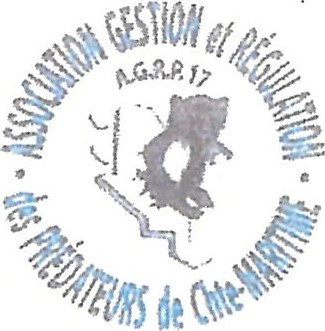 ASSOCIATION GESTION et RÉGULATION
A.G.R.P. 17
des PRÉDATEURS de Chte-MARITIME